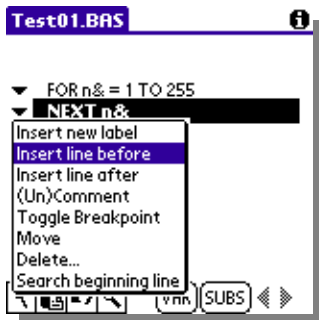 Test01.BAS
FOR n& = 1 TO 255
NEXT n&
Insert new label
Insert line before
Insert line after
(Un)Comment
Toggle Breakpoint
Move
Delete...
Search beginning line
SUBS